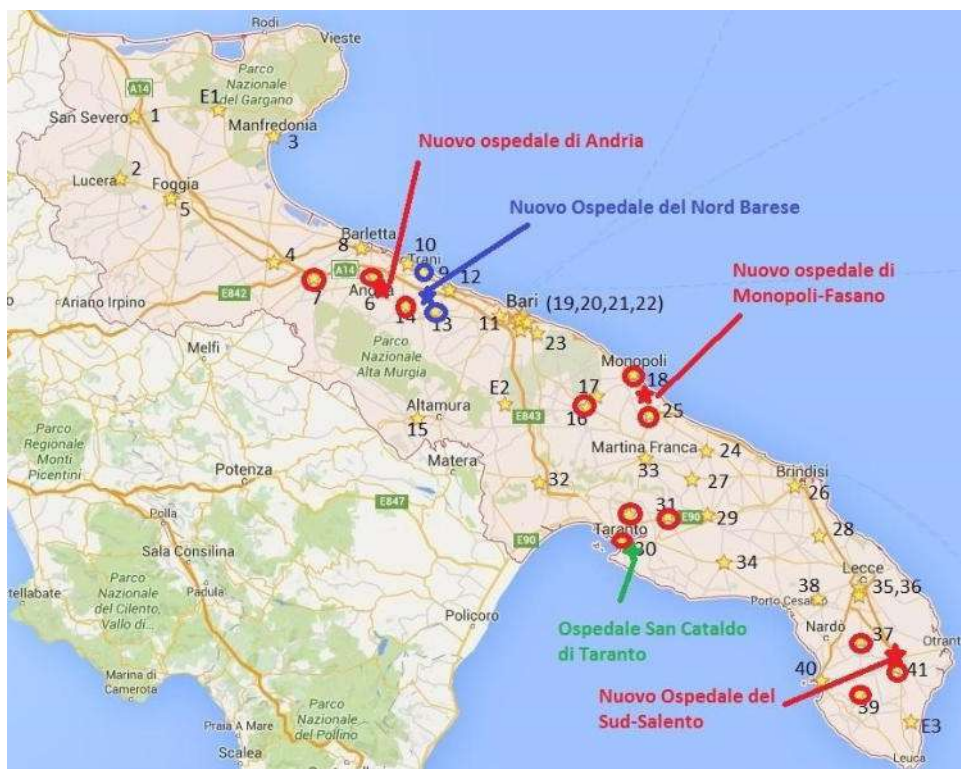 Rodi
Vieste
Parco
Nazionale
del Gargano
A14
E1
San Severo
1
Manfredonia
3
Nuovo ospedale di Andria
2
Lucera
Foggia
5
Nuovo Ospedale del Nord Barese
8
Barletta
10
Trani
4
A14
9
12
Nuovo ospedale di
Monopoli-Fasano
Ariano Irpino
E842
7
6
14
13
11
Bari
(19,20,21,22)
23
Melfi
Parco
Nazionale
Alta Murgia
Monopoli
18
E2
17
16
25
E843
Altamura
15
Martina Franca
24
Parco
Regionale
Monti
Picentini
Matera
33
Potenza
32
27
Brindisi
26
E847
31
E90
29
Polla
Taranto
30
28
E90
Sala Consilina
34
Lecce
35,36
Parco
Nazionale
del Cilento,
Vallo di...
Padula
38
Policoro
Nardo
37
Ospedale San Cataldo
di Taranto
40
41
Marina di
Camerota
Nuovo Ospedale del
Sud-Salento
39
E3
Praia A Mare
Parco
Nazionale
del Pollino
Scalea
Leuca